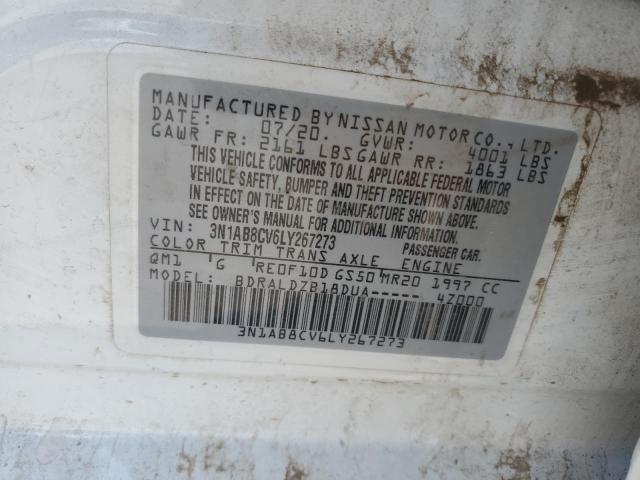 MANUFACTURED BY NISSAN MOTOR CO., LTD.
DATE: 07/20. GVWR: 4001 LBS
GAWR FR: 2161 LBS GAWR RR: 1863 LBS
THIS VEHICLE CONFORMS TO ALL APPLICABLE FEDERAL MOTOR
VEHICLE SAFETY, BUMPER AND THEFT PREVENTION STANDARDS
IN EFFECT ON THE DATE OF MANUFACTURE SHOWN ABOVE.
SEE OWNER'S MANUAL FOR ADDITIONAL INFORMATION.
VIN: 3N1AB8CV6LY267273 PASSENGER CAR.
COLOR TRIM TRANS AXLE ENGINE
QM1 G RE0F10D GS50 MR20 1997 CC
MODEL: BDRALDZB18DUA----- 4Z000
3N1AB8CV6LY267273